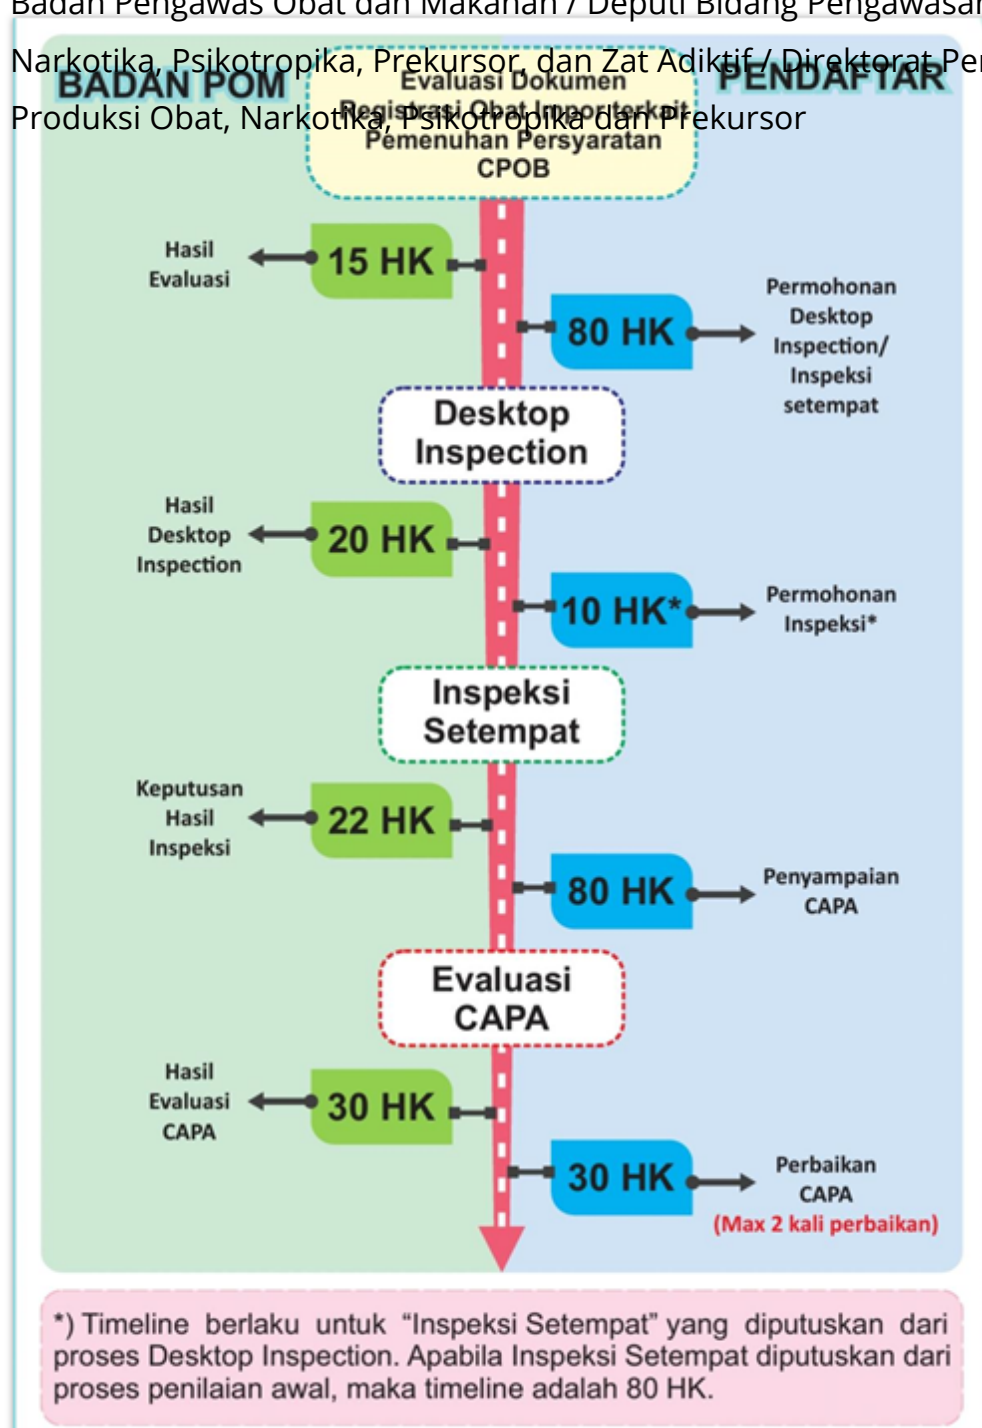 Badan Pengawas Obat dan Makanan / Deputi Bidang Pengawasan
Narkotika, Psikotropika, Prekursor, dan Zat Adiktif / Direktorat Pe
Produksi Obat, Narkotika, Psikotropika dan Prekursor
BADAN POM
PENDAFTAR
Evaluasi Dokumen
Registrasi Obat Impor terkait
Pemenuhan Persyaratan
CPOB
Hasil
Evaluasi
15 HK
80 HK
Permohonan
Desktop
Inspection/
Inspeksi
setempat
Desktop
Inspection
Hasil
Desktop
Inspection
20 HK
10 HK*
Permohonan
Inspeksi*
Inspeksi
Setempat
Keputusan
Hasil
Inspeksi
22 HK
80 HK
Penyampaian
CAPA
Evaluasi
CAPA
Hasil
Evaluasi
CAPA
30 HK
30 HK
Perbaikan
CAPA
(Max 2 kali perbaikan)
*) Timeline berlaku untuk “Inspeksi Setempat” yang diputuskan dari
proses Desktop Inspection. Apabila Inspeksi Setempat diputuskan dari
proses penilaian awal, maka timeline adalah 80 HK.